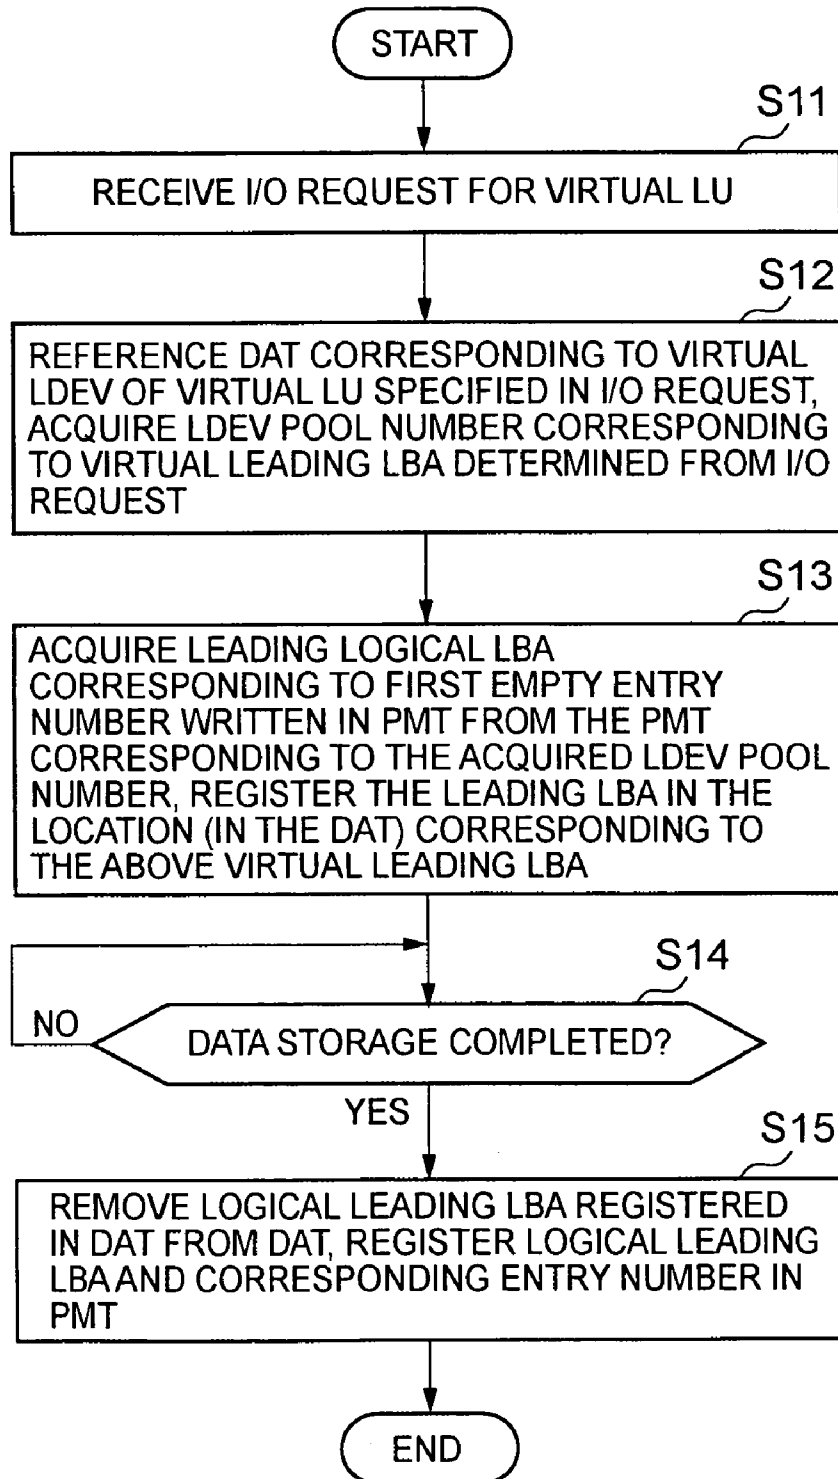 START
S11
RECEIVE I/O REQUEST FOR VIRTUAL LU
S12
REFERENCE DAT CORRESPONDING TO VIRTUAL
LDEV OF VIRTUAL LU SPECIFIED IN I/O REQUEST,
ACQUIRE LDEV POOL NUMBER CORRESPONDING
TO VIRTUAL LEADING LBA DETERMINED FROM I/O
REQUEST
S13
ACQUIRE LEADING LOGICAL LBA
CORRESPONDING TO FIRST EMPTY ENTRY
NUMBER WRITTEN IN PMT FROM THE PMT
CORRESPONDING TO THE ACQUIRED LDEV POOL
NUMBER, REGISTER THE LEADING LBA IN THE
LOCATION (IN THE DAT) CORRESPONDING TO
THE ABOVE VIRTUAL LEADING LBA
S14
NO
DATA STORAGE COMPLETED?
YES
S15
REMOVE LOGICAL LEADING LBA REGISTERED
IN DAT FROM DAT, REGISTER LOGICAL LEADING
LBA AND CORRESPONDING ENTRY NUMBER IN
PMT
END